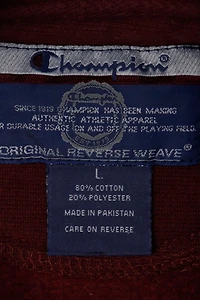 Champion®
SINCE 1919 CHAMPION HAS BEEN MAKING
AUTHENTIC ATHLETIC APPAREL
FOR DURABLE USAGE ON AND OFF THE PLAYING FIELD.
ORIGINAL REVERSE WEAVE®
L
80% COTTON
20% POLYESTER
MADE IN PAKISTAN
CARE ON REVERSE